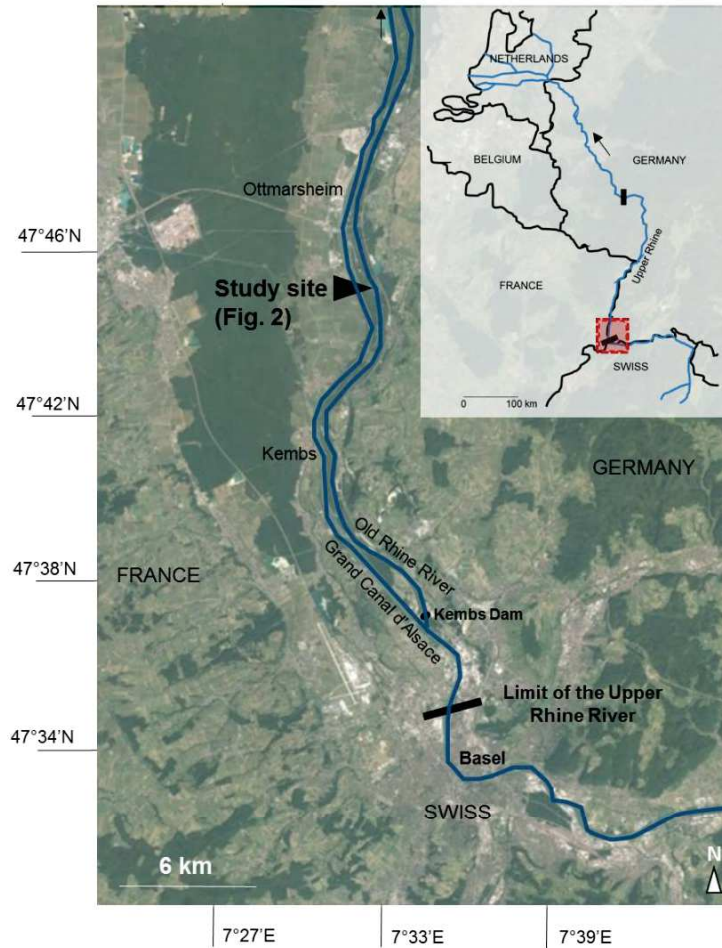 NETHERLANDS
BELGIUM
GERMANY
Upper Rhine
FRANCE
SWISS
0 100 km
Ottmarsheim
47°46'N
Study site
(Fig. 2)
47°42'N
Kembs
GERMANY
Old Rhine River
Grand Canal d'Alsace
47°38'N
FRANCE
Kembs Dam
Limit of the Upper
Rhine River
47°34'N
Basel
SWISS
6 km
N
7°27'E 7°33'E 7°39'E